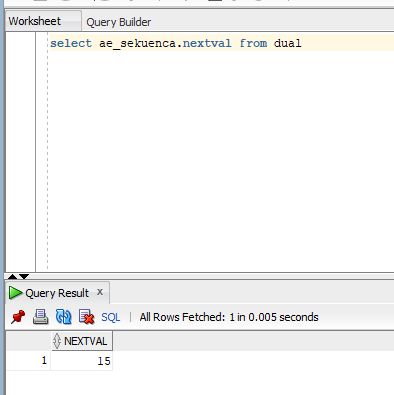 Worksheet Query Builder
select ae_sekuenca.nextval from dual
Query Result x
SQL | All Rows Fetched: 1 in 0.005 seconds
NEXTVAL
1 15